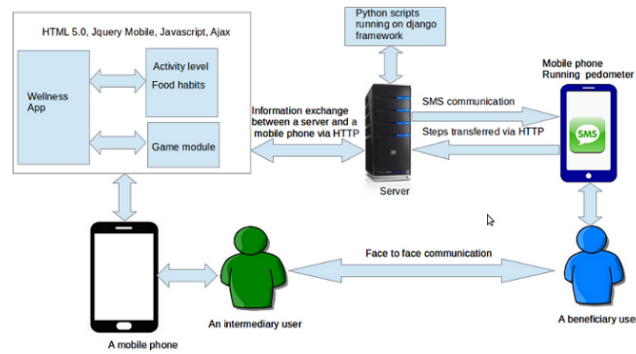 HTML 5.0, Jquery Mobile, Javascript, Ajax
Wellness
App
Activity level
Food habits
Game module
Python scripts
running on django
framework
Information exchange
between a server and a
mobile phone via HTTP
Server
SMS communication
Steps transferred via HTTP
Mobile phone
Running pedometer
SMS
Face to face communication
A mobile phone
An intermediary user
A beneficiary user